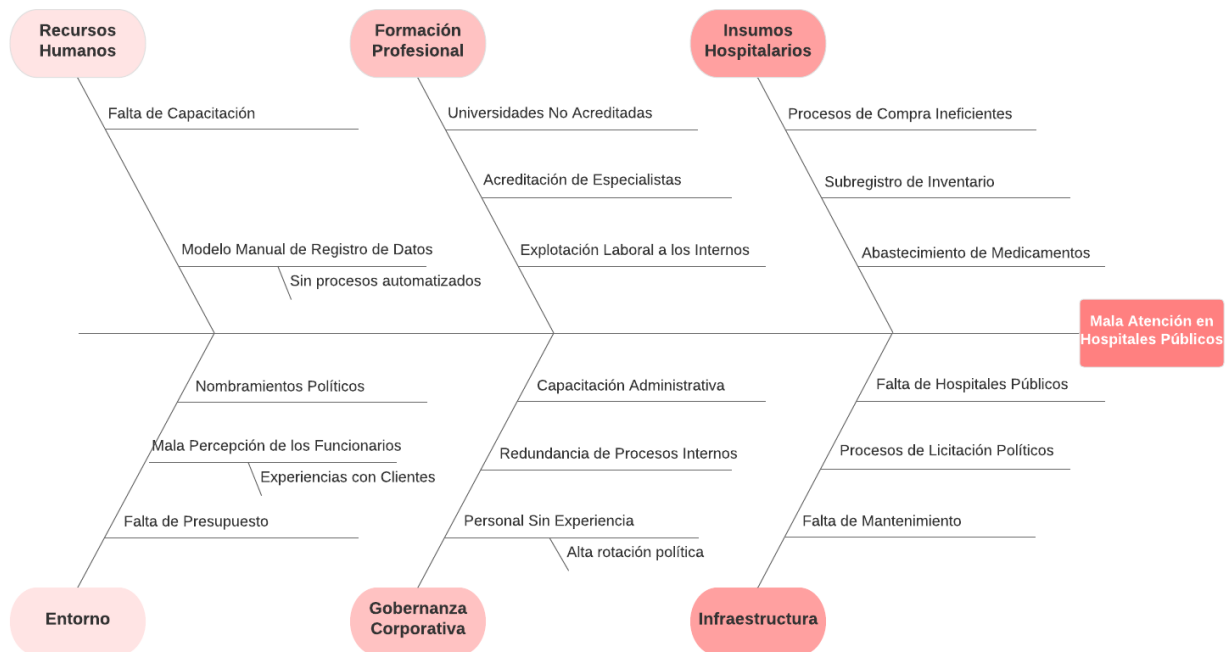 Recursos
Humanos
Formación
Profesional
Insumos
Hospitalarios
Falta de Capacitación
Universidades No Acreditadas
Procesos de Compra Ineficientes
Acreditación de Especialistas
Subregistro de Inventario
Modelo Manual de Registro de Datos
Explotación Laboral a los Internos
Abastecimiento de Medicamentos
Sin procesos automatizados
Mala Atención en
Hospitales Públicos
Nombramientos Políticos
Capacitación Administrativa
Falta de Hospitales Públicos
Mala Percepción de los Funcionarios
Redundancia de Procesos Internos
Procesos de Licitación Políticos
Experiencias con Clientes
Falta de Presupuesto
Personal Sin Experiencia
Falta de Mantenimiento
Alta rotación política
Entorno
Gobernanza
Corporativa
Infraestructura